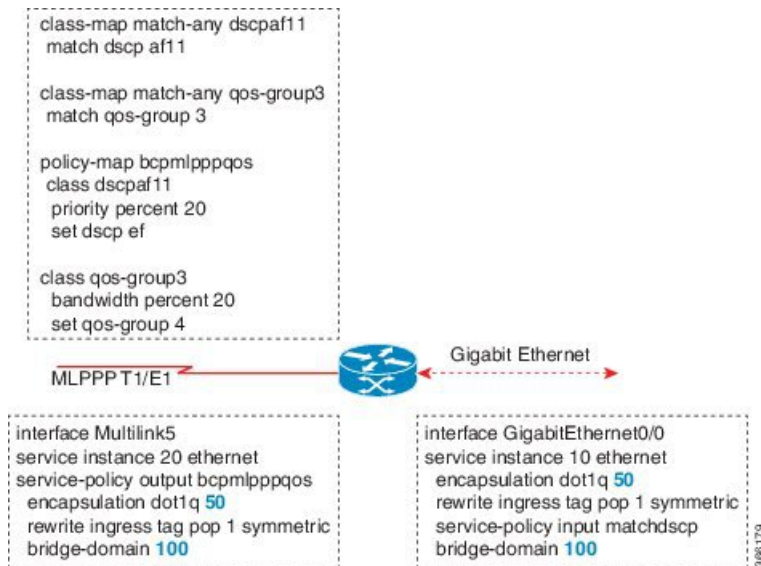 class-map match-any dscpaf11
match dscp af11
class-map match-any qos-group3
match qos-group 3
policy-map bcpmlpppqos
class dscpaf11
priority percent 20
set dscp ef
class qos-group3
bandwidth percent 20
set qos-group 4
MLPPP T1/E1
Gigabit Ethernet
interface Multilink5
service instance 20 ethernet
service-policy output bcpmlpppqos
encapsulation dot1q 50
rewrite ingress tag pop 1 symmetric
bridge-domain 100
interface GigabitEthernet0/0
service instance 10 ethernet
encapsulation dot1q 50
rewrite ingress tag pop 1 symmetric
service-policy input matchdscp
bridge-domain 100